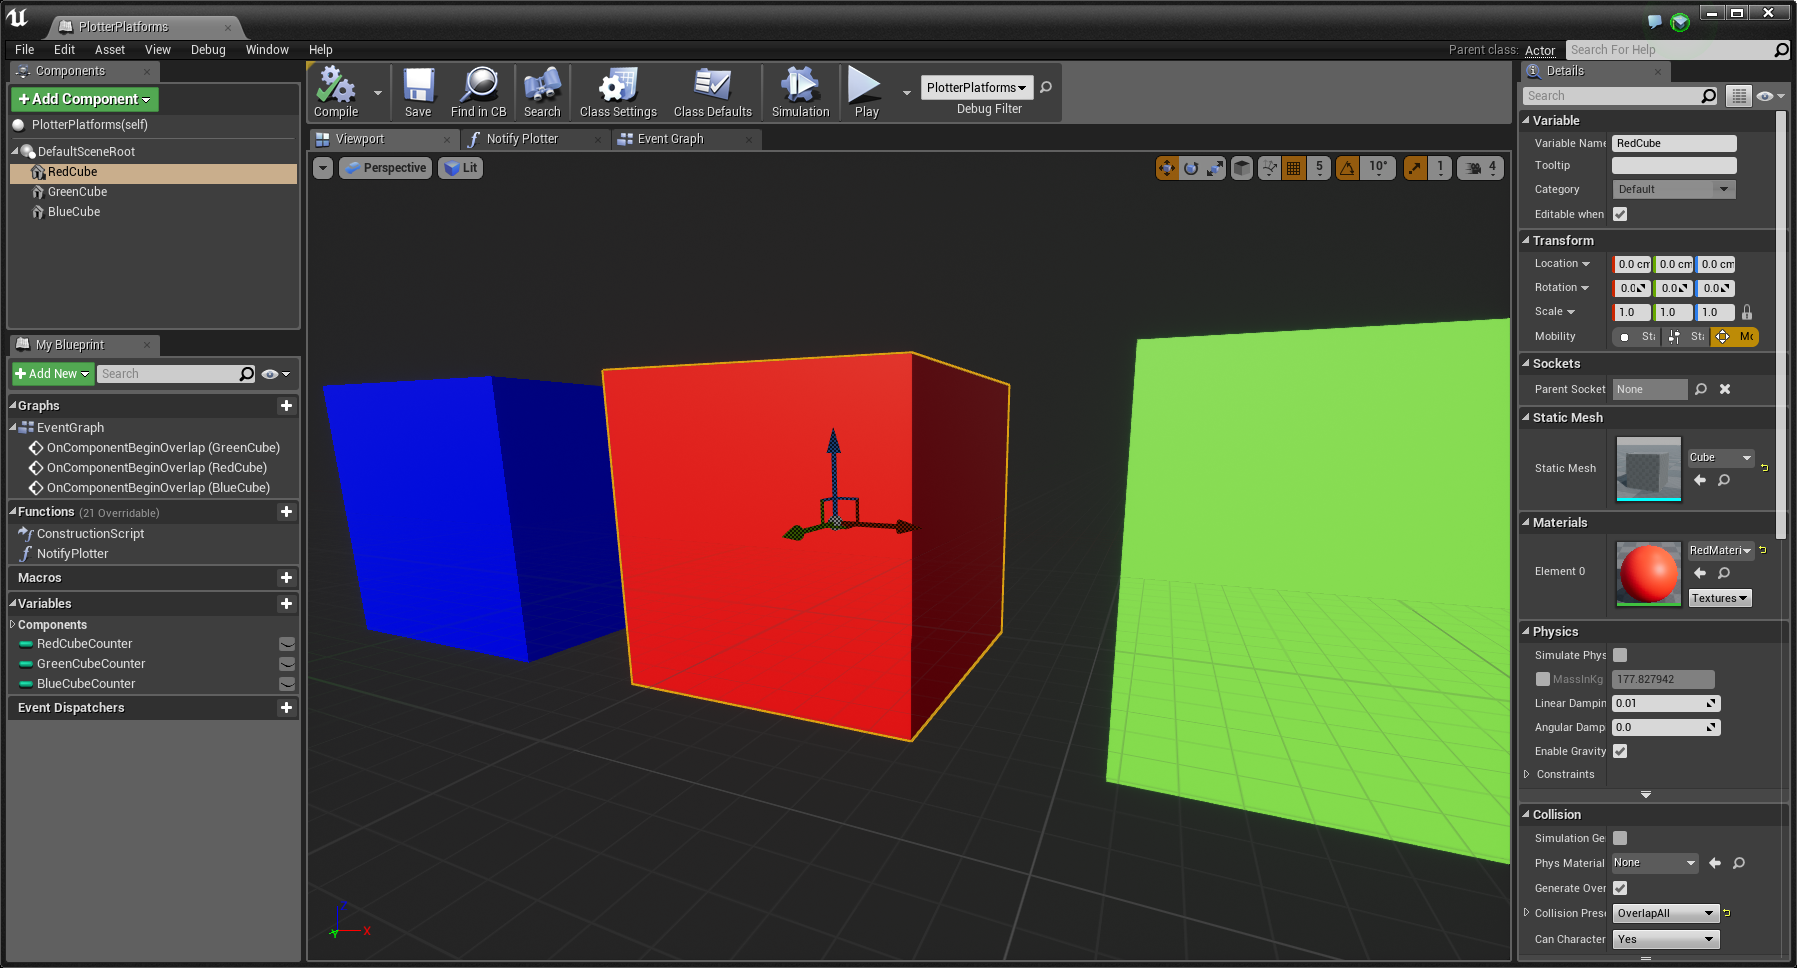 PlotterPlatforms
File Edit Asset View Debug Window Help
Parent class: Actor
Search For Help
Components
+ Add Component
PlotterPlatforms(self)
DefaultSceneRoot
RedCube
GreenCube
BlueCube
My Blueprint
+ Add New
Search
Graphs
EventGraph
OnComponentBeginOverlap (GreenCube)
OnComponentBeginOverlap (RedCube)
OnComponentBeginOverlap (BlueCube)
Functions (21 Overridable)
ConstructionScript
NotifyPlotter
Macros
Variables
Components
RedCubeCounter
GreenCubeCounter
BlueCubeCounter
Event Dispatchers
Compile
Save
Find in CB
Search
Class Settings
Class Defaults
Simulation
Play
PlotterPlatforms
Debug Filter
Viewport
Notify Plotter
Event Graph
Perspective
Lit
5
10°
1
4
Z
Y
X
Details
Search
Variable
Variable Name RedCube
Tooltip
Category Default
Editable when
Transform
Location 0.0 cm 0.0 cm 0.0 cm
Rotation 0.0 0.0 0.0
Scale 1.0 1.0 1.0
Mobility St Sta Mo
Sockets
Parent Socket None
Static Mesh
Static Mesh Cube
Materials
Element 0 RedMateri
Textures
Physics
Simulate Phys
MassInKg 177.827942
Linear Dampin 0.01
Angular Damp 0.0
Enable Gravity
Constraints
Collision
Simulation Ge
Phys Material None
Generate Over
Collision Prese OverlapAll
Can Character Yes